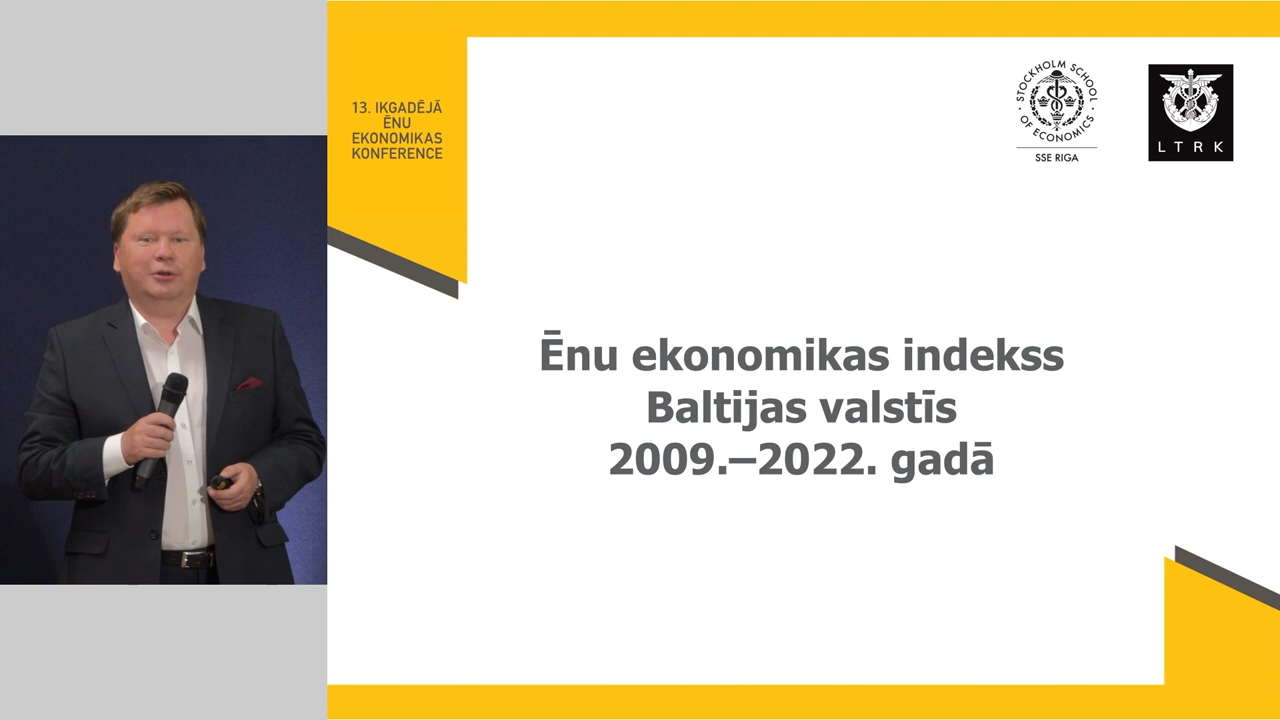 13. IKGADĒJĀ
ĒNU
EKONOMIKAS
KONFERENCE
STOCKHOLM SCHOOL
OF ECONOMICS
SSE RIGA
LTRK
Ēnu ekonomikas indekss
Baltijas valstīs
2009.–2022. gadā